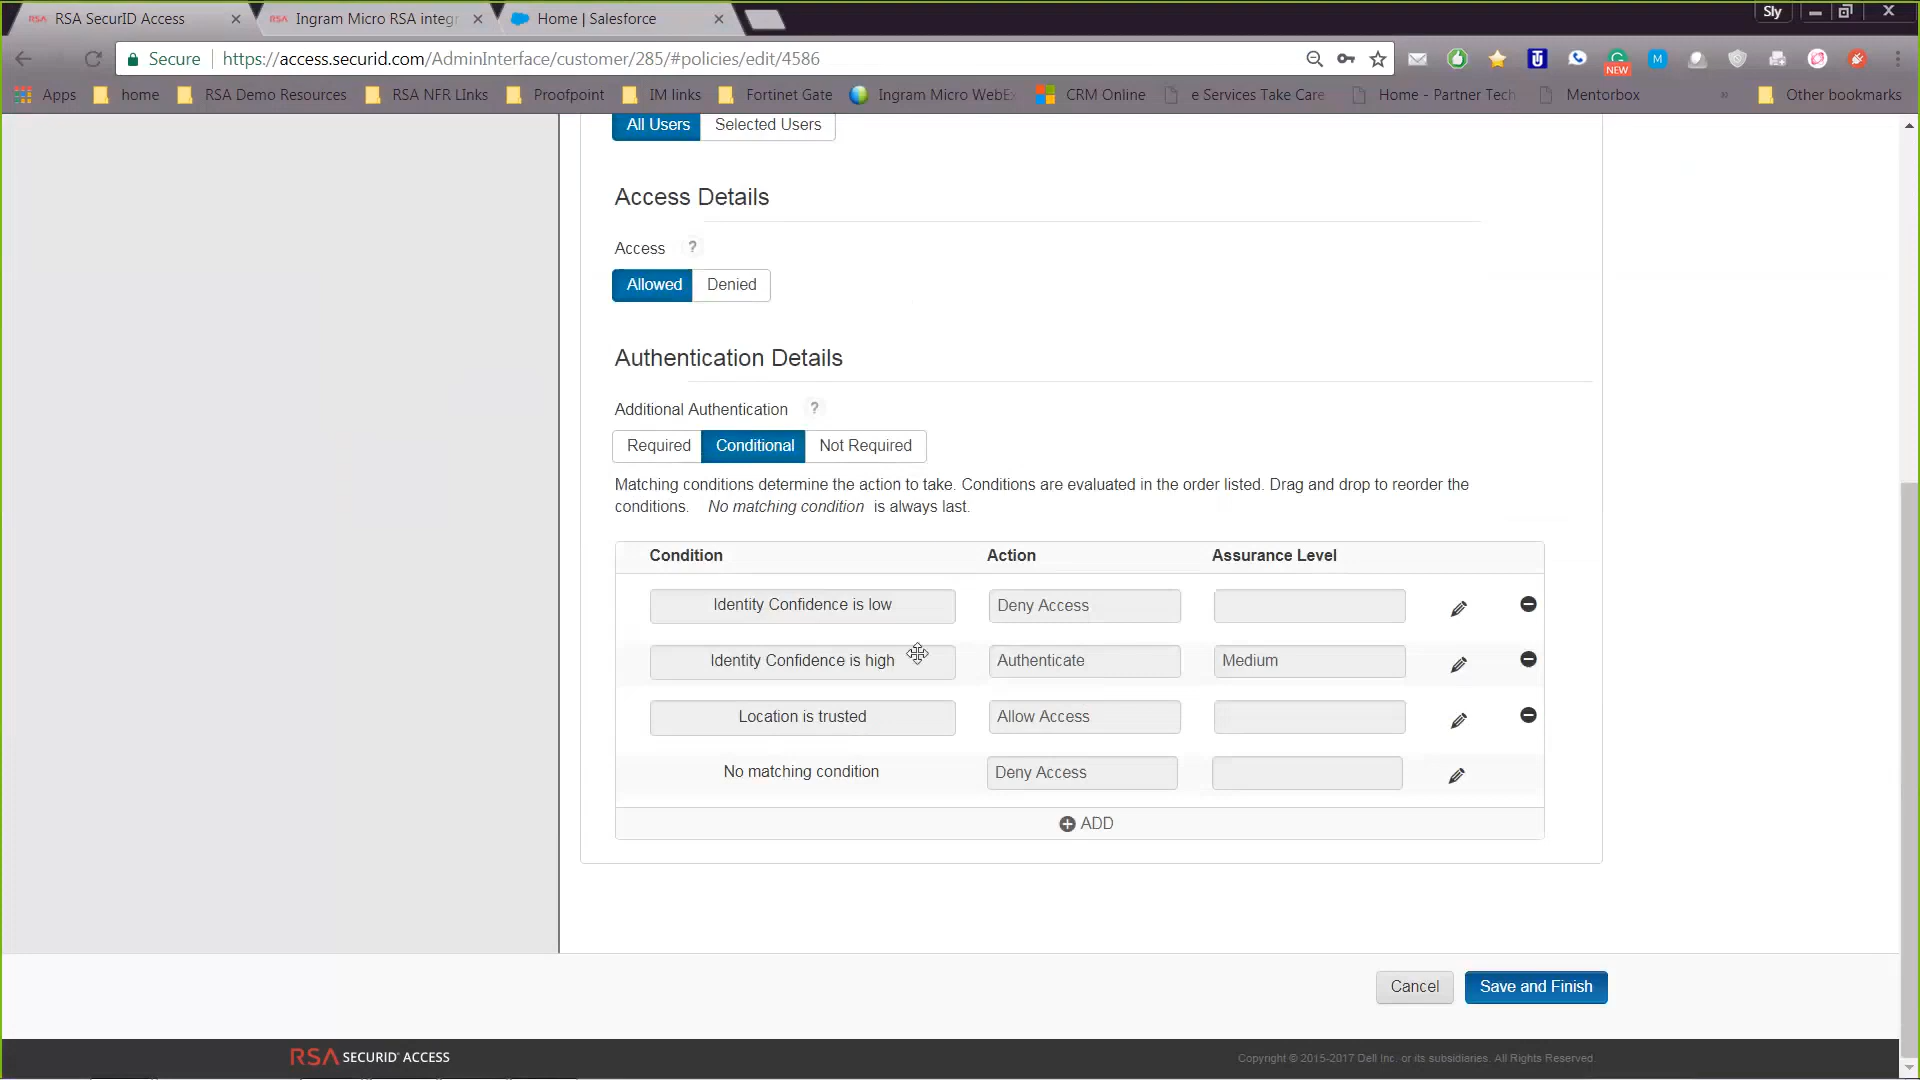 RSA SecurID Access
Ingram Micro RSA integr
Home | Salesforce
Sly
Secure
https://access.securid.com/AdminInterface/customer/285/#policies/edit/4586
NEW
M
Apps
home
RSA Demo Resources
RSA NFR LInks
Proofpoint
IM links
Fortinet Gate
Ingram Micro WebEx
CRM Online
e Services Take Care
Home - Partner Tech
Mentorbox
»
Other bookmarks
All Users
Selected Users
Access Details
Access ?
Allowed
Denied
Authentication Details
Additional Authentication ?
Required
Conditional
Not Required
Matching conditions determine the action to take. Conditions are evaluated in the order listed. Drag and drop to reorder the
conditions. No matching condition is always last.
Condition Action Assurance Level
Identity Confidence is low Deny Access
Identity Confidence is high Authenticate Medium
Location is trusted Allow Access
No matching condition Deny Access
ADD
Cancel
Save and Finish
RSA SECURID® ACCESS
Copyright © 2015-2017 Dell Inc. or its subsidiaries. All Rights Reserved